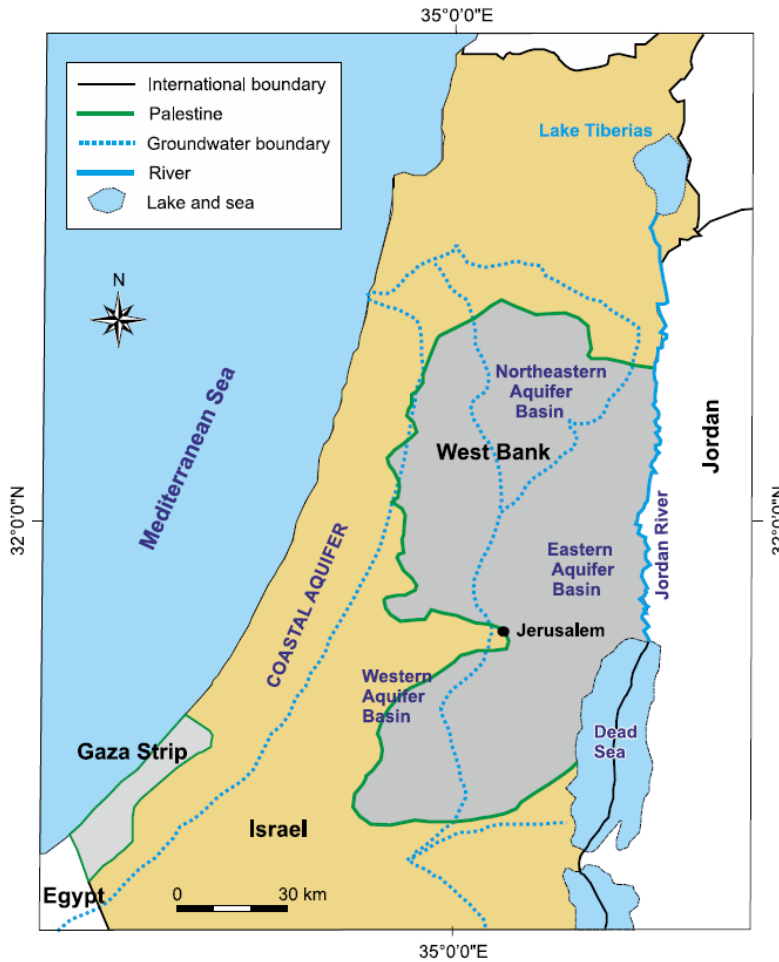 35°0'0"E
International boundary
Palestine
Groundwater boundary
River
Lake and sea
Lake Tiberias
N
Mediterranean Sea
Northeastern
Aquifer
Basin
West Bank
Jordan
32°0'0"N
32°0'0"N
COASTAL AQUIFER
Eastern
Aquifer
Basin
Jordan River
Jerusalem
Western
Aquifer
Basin
Dead
Sea
Gaza Strip
Israel
Egypt
0 30 km
35°0'0"E